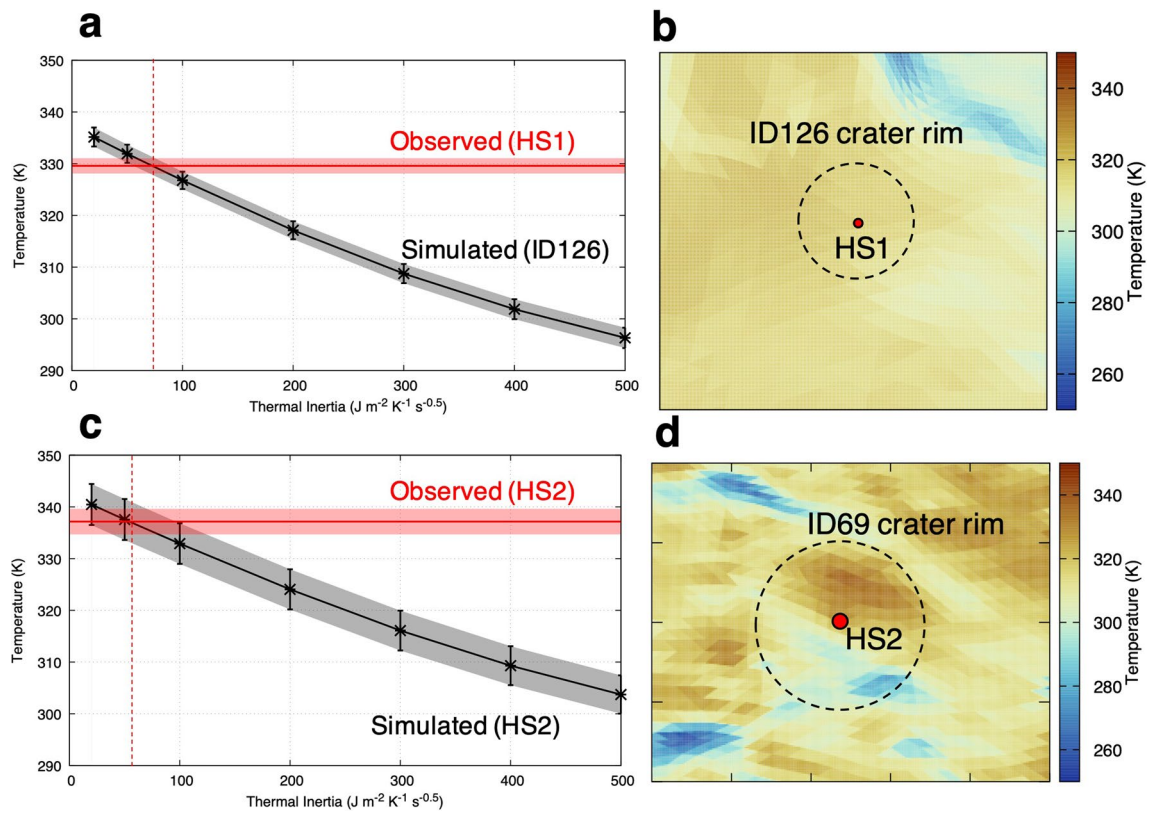 a
350
340
330
320
310
300
290
Temperature (K)
Observed (HS1)
Simulated (ID126)
0
100
200
300
400
500
Thermal Inertia (J m-2 K-1 s-0.5)
b
ID126 crater rim
HS1
340
320
300
280
260
Temperature (K)
c
350
340
330
320
310
300
290
Temperature (K)
Observed (HS2)
Simulated (HS2)
0
100
200
300
400
500
Thermal Inertia (J m-2 K-1 s-0.5)
d
ID69 crater rim
HS2
340
320
300
280
260
Temperature (K)